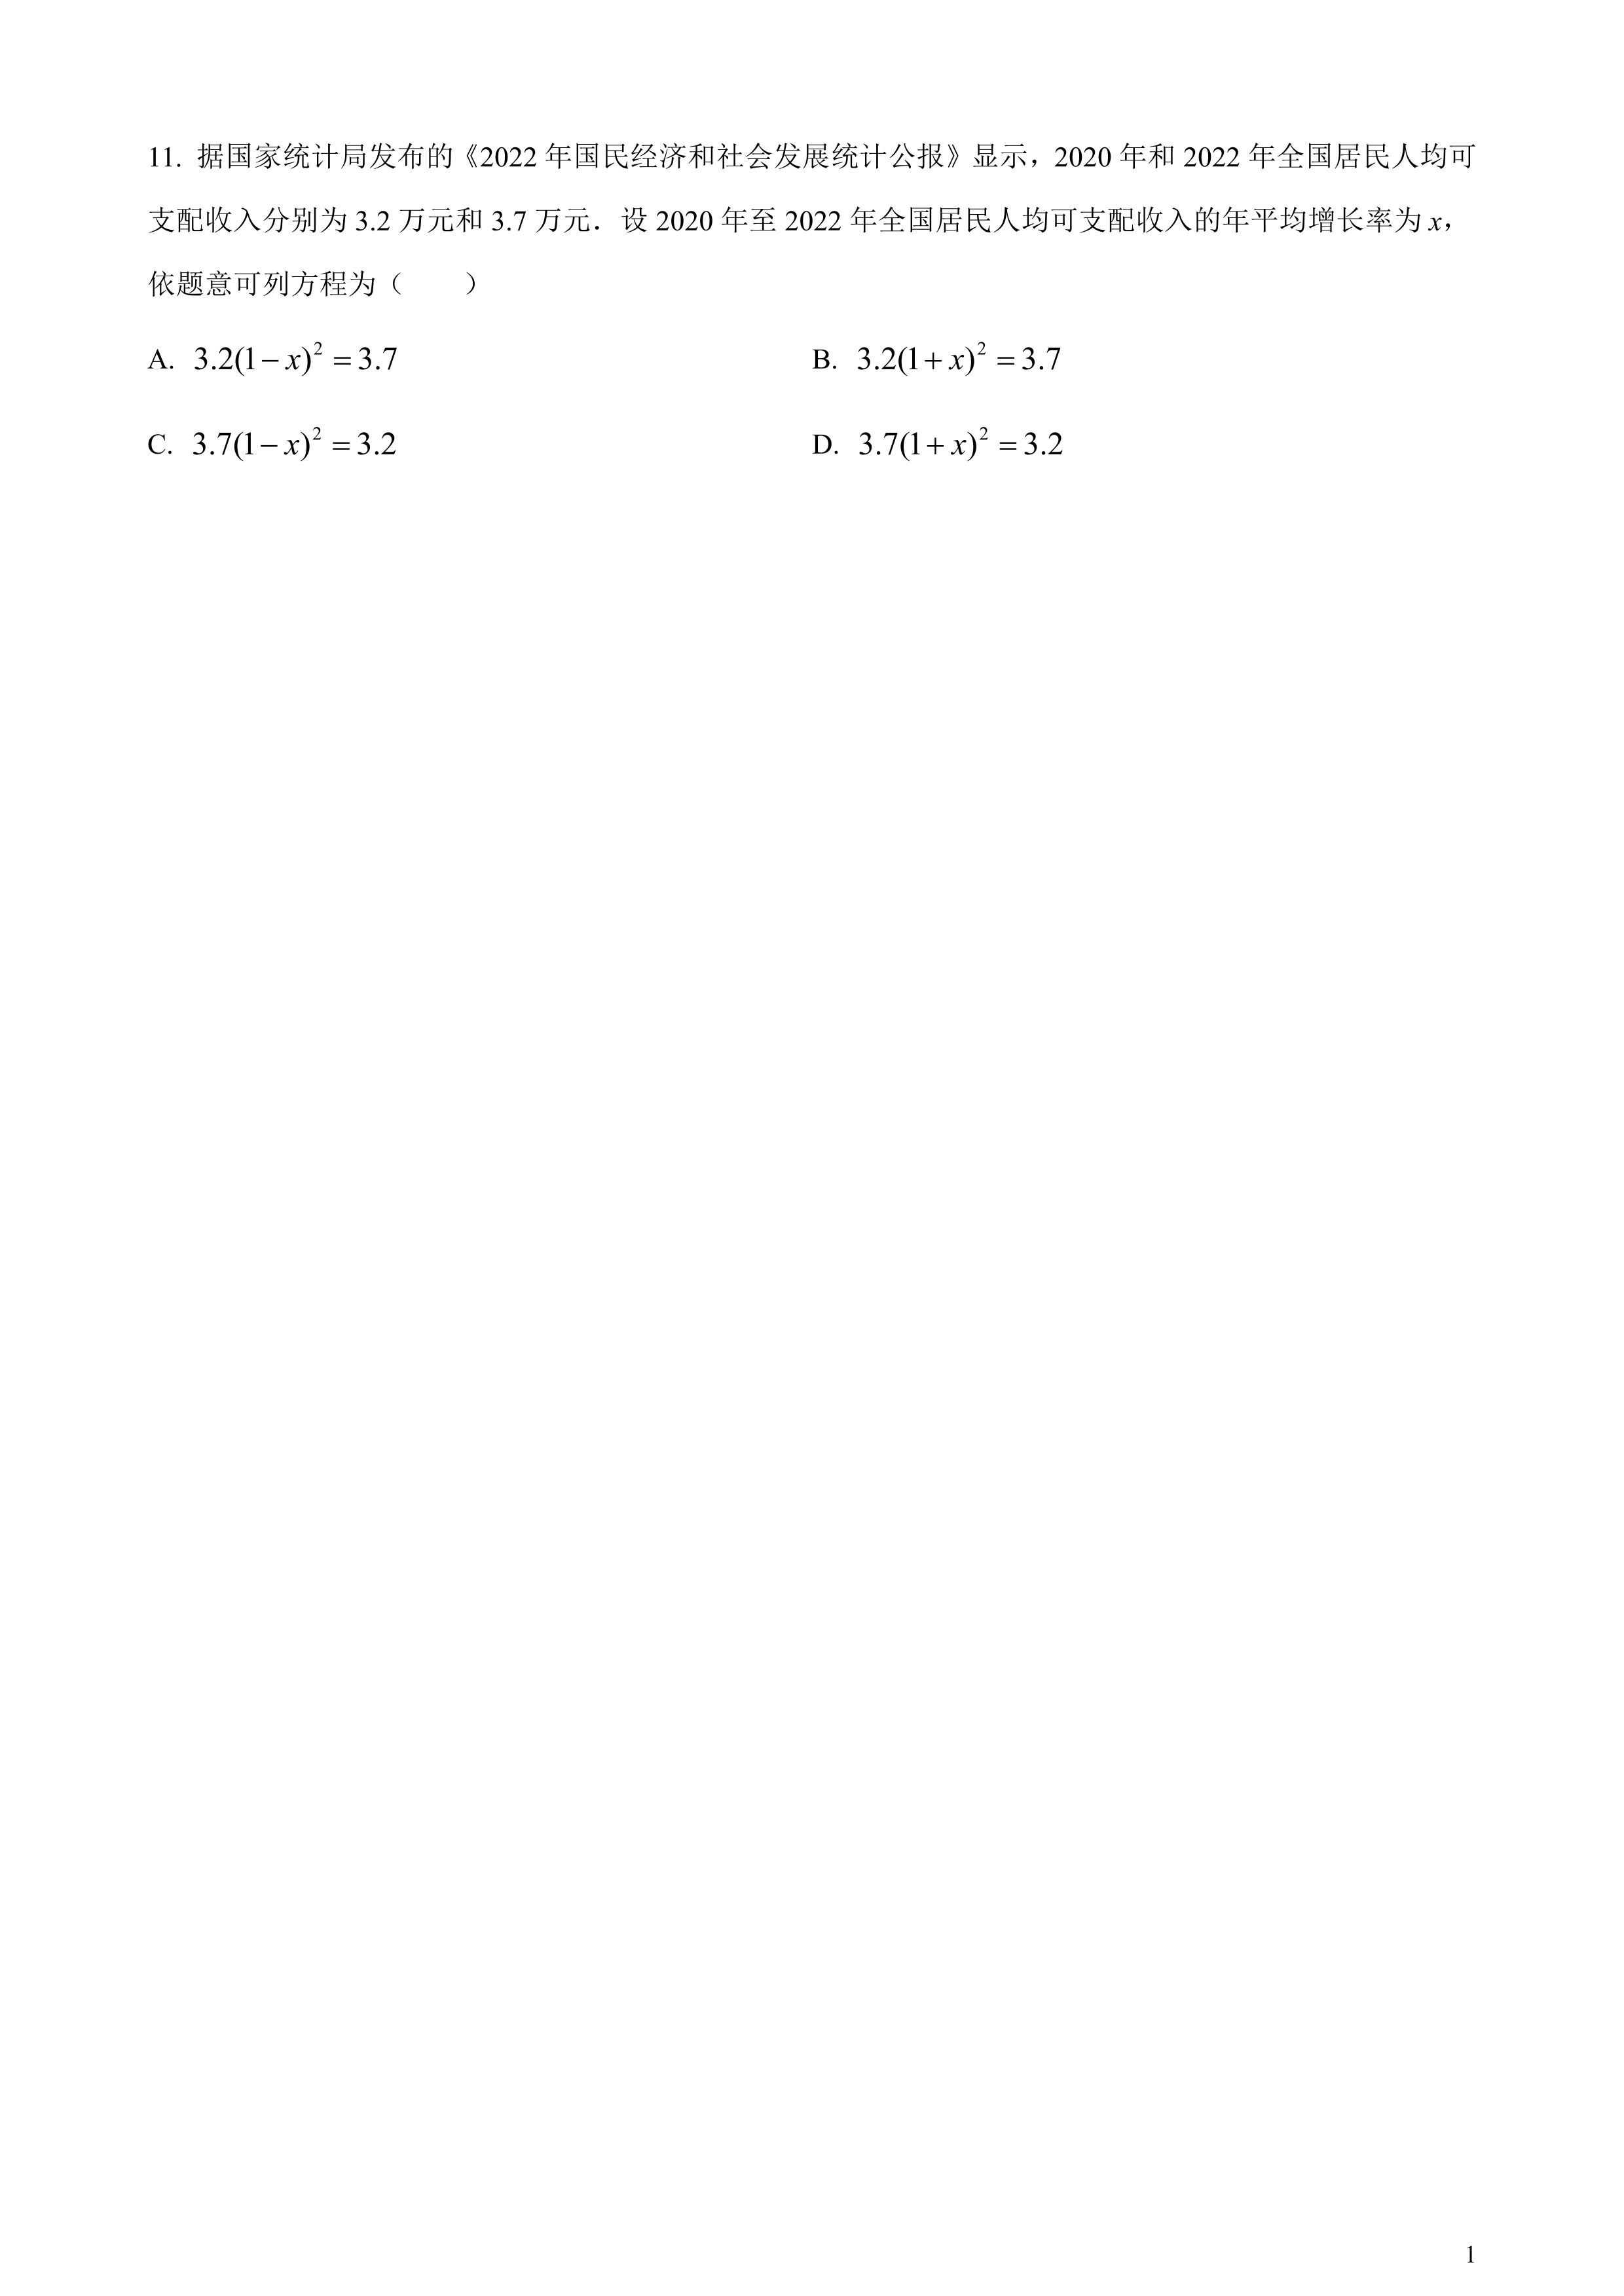 11. 据国家统计局发布的《2022 年国民经济和社会发展统计公报》显示，2020 年和 2022 年全国居民人均可
支配收入分别为 3.2 万元和 3.7 万元．设 2020 年至 2022 年全国居民人均可支配收入的年平均增长率为 x，
依题意可列方程为（　　）
A. 3.2(1− x)² = 3.7 B. 3.2(1+ x)² = 3.7
C. 3.7(1− x)² = 3.2 D. 3.7(1+ x)² = 3.2
1